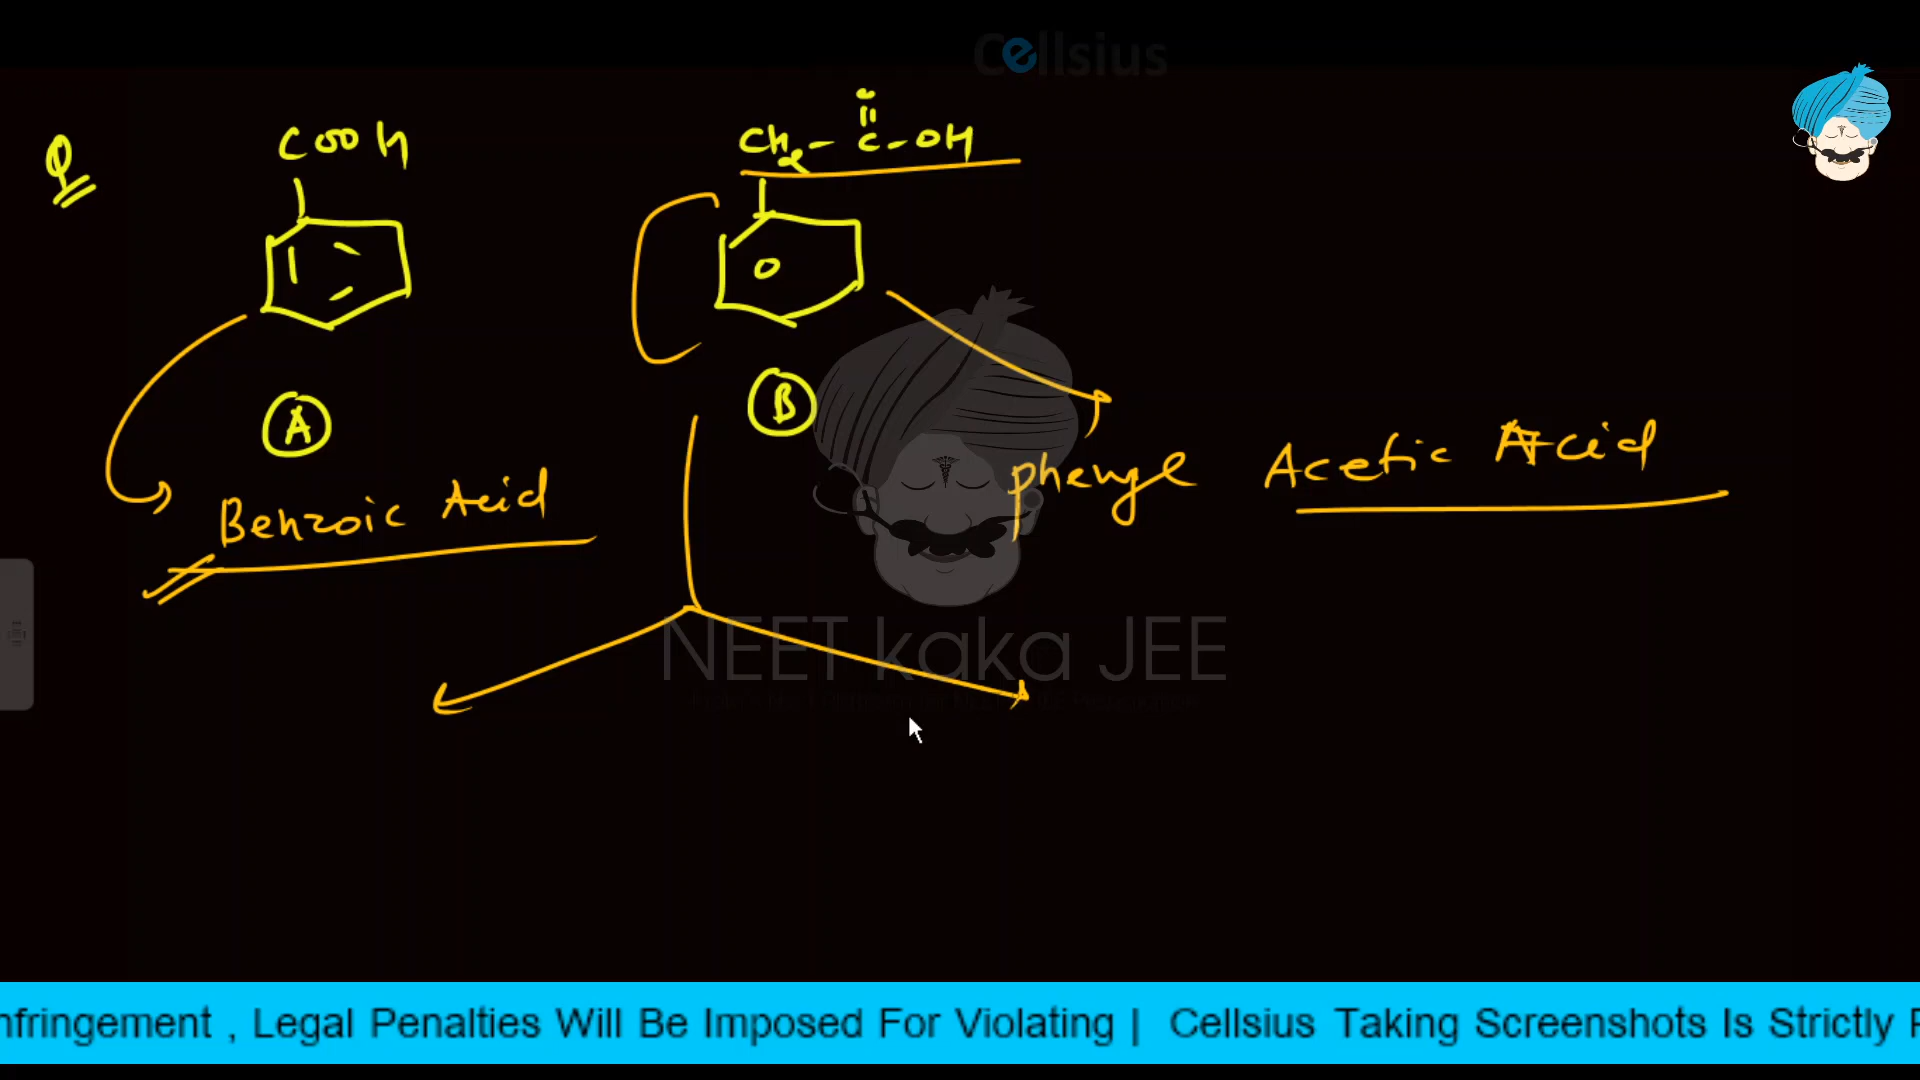 Cellsius
Q
COOH
CH2-C-OH
O
A
B
Benzoic Acid
phenyl Acetic Acid
NEET kaka JEE
nfringement , Legal Penalties Will Be Imposed For Violating | Cellsius Taking Screenshots Is Strictly P